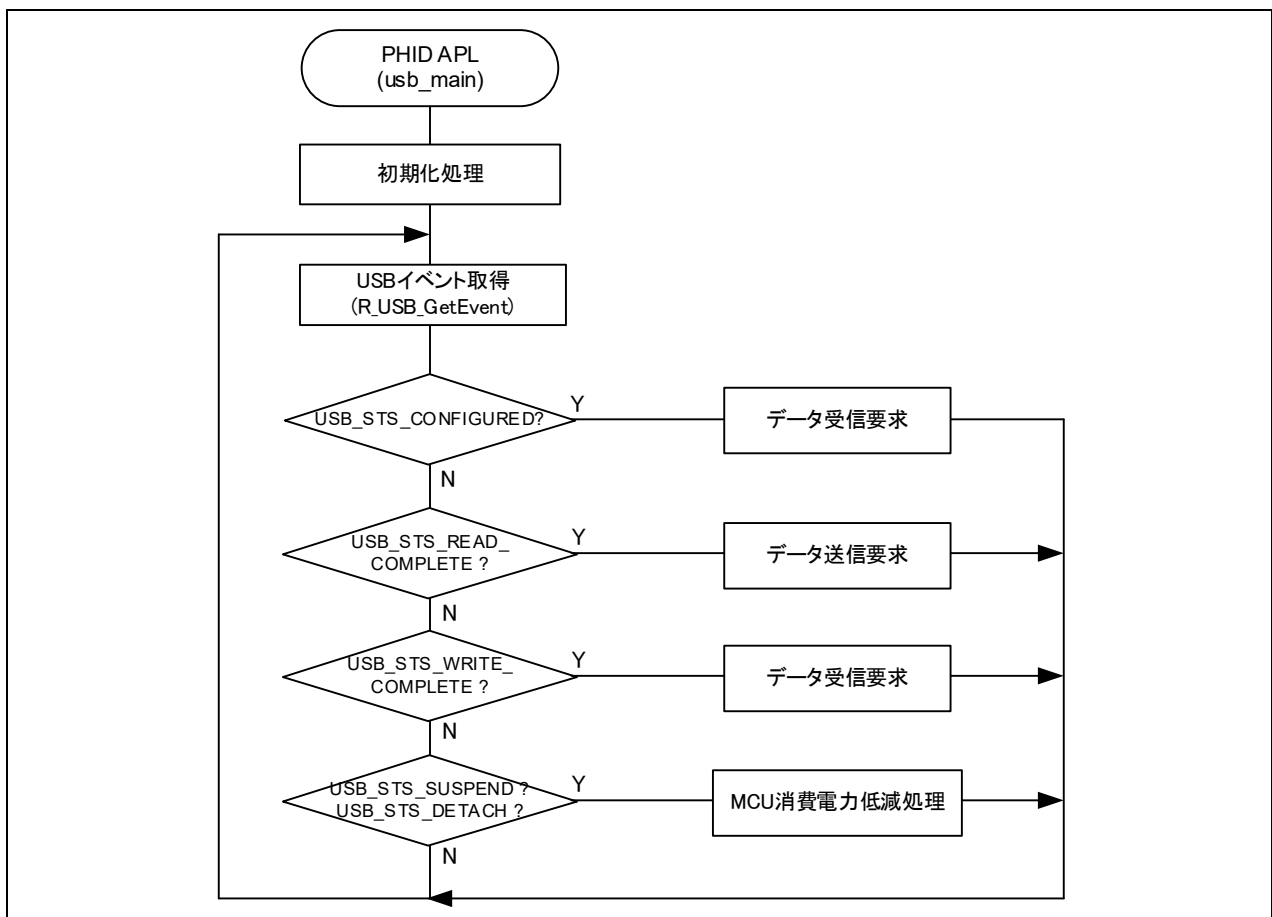 PHID APL
(usb_main)
初期化処理
USBイベント取得
(R_USB_GetEvent)
USB_STS_CONFIGURED?
Y
データ受信要求
N
USB_STS_READ_
COMPLETE ?
Y
データ送信要求
N
USB_STS_WRITE_
COMPLETE ?
Y
データ受信要求
N
USB_STS_SUSPEND ?
USB_STS_DETACH ?
Y
MCU消費電力低減処理
N